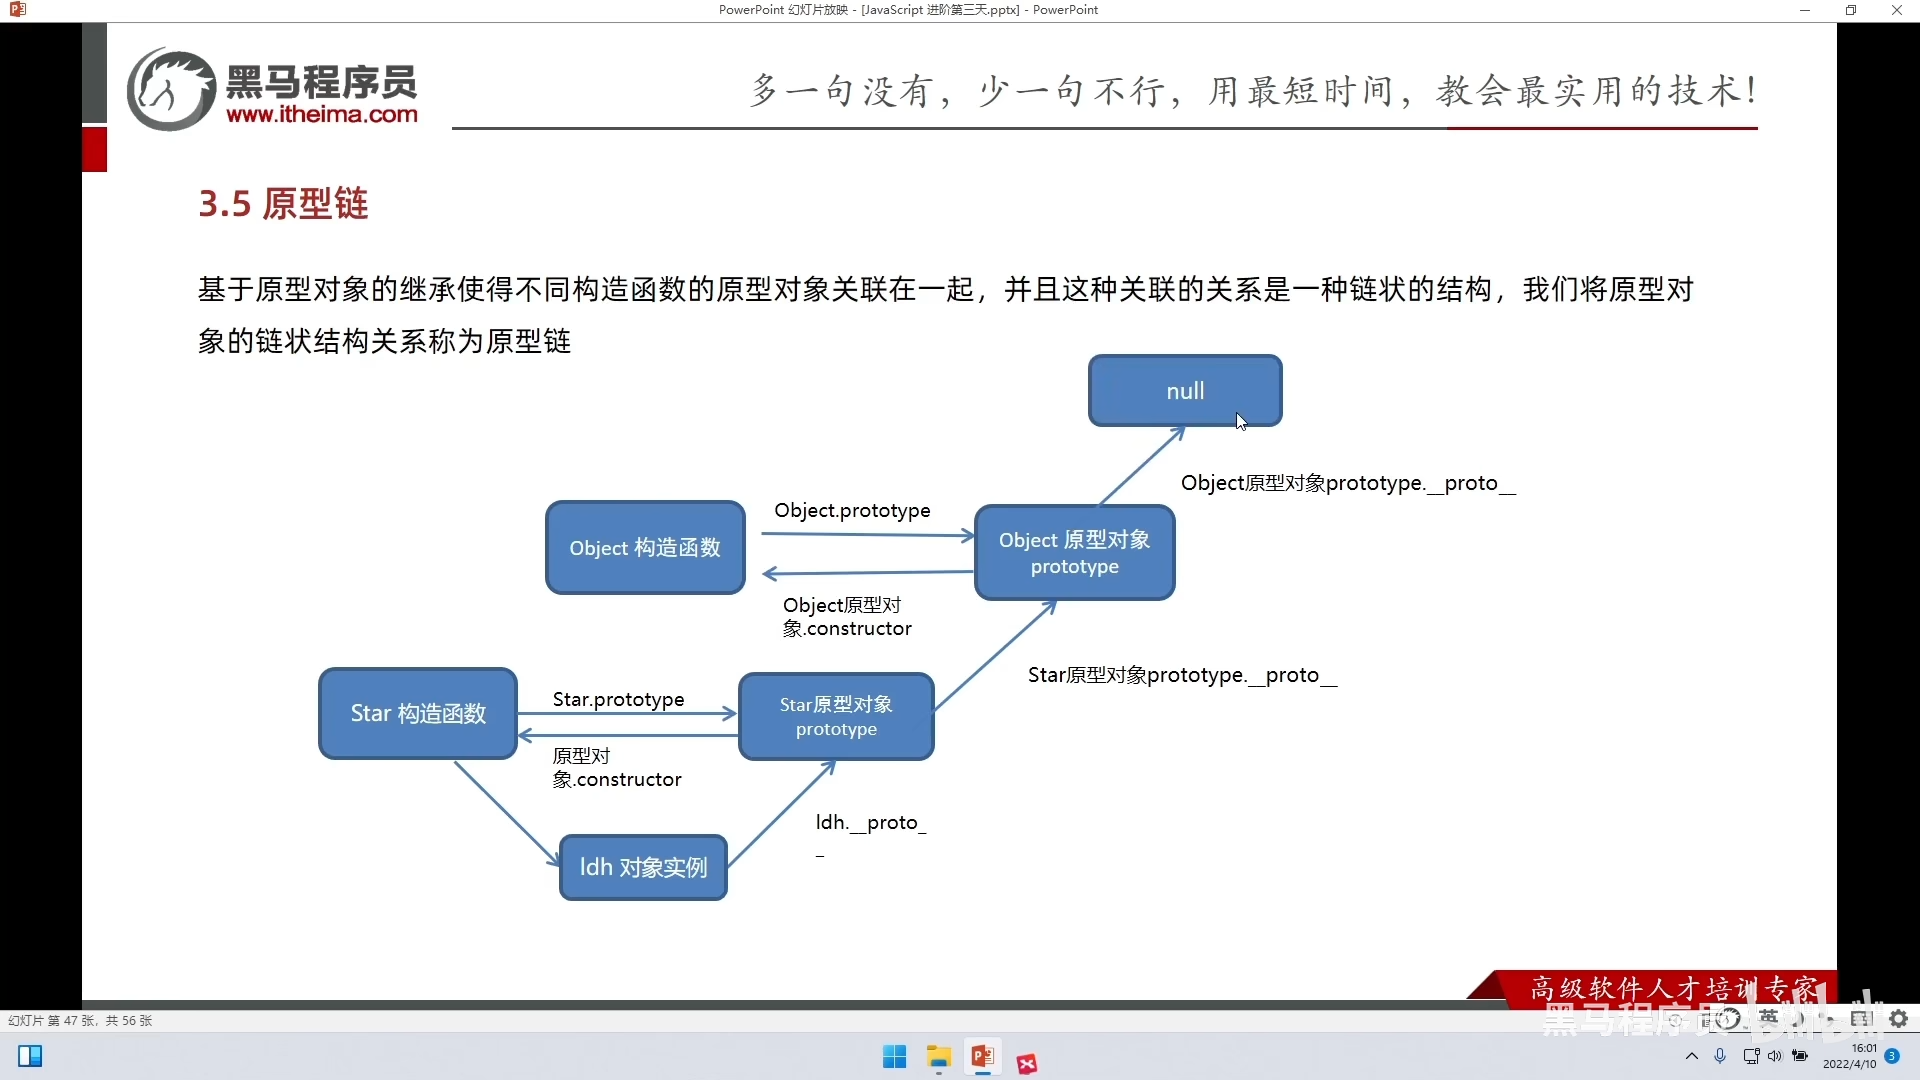 PowerPoint 幻灯片放映 - [JavaScript 进阶第三天.pptx] - PowerPoint
黑马程序员
www.itheima.com
多一句没有，少一句不行，用最短时间，教会最实用的技术！
3.5 原型链
基于原型对象的继承使得不同构造函数的原型对象关联在一起，并且这种关联的关系是一种链状的结构，我们将原型对
象的链状结构关系称为原型链
null
Object原型对象prototype.__proto__
Object.prototype
Object 构造函数
Object 原型对象
prototype
Object原型对
象.constructor
Star原型对象prototype.__proto__
Star 构造函数
Star.prototype
Star原型对象
prototype
原型对
象.constructor
ldh.__proto_
_
ldh 对象实例
高级软件人才培训专家
黑马程序员
英
幻灯片 第 47 张，共 56 张
16:01
2022/4/10
3